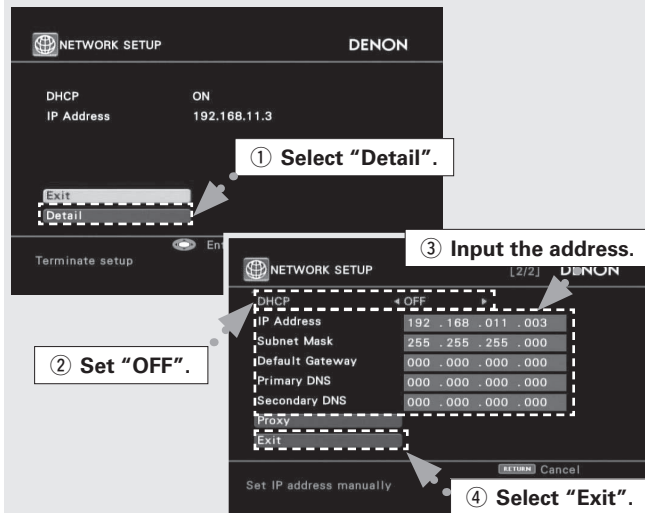 NETWORK SETUP DENON
DHCP ON
IP Address 192.168.11.3
① Select “Detail”.
Exit
Detail
Terminate setup
③ Input the address.
NETWORK SETUP [2/2] DENON
DHCP OFF
IP Address 192 .168 .011 .003
Subnet Mask 255 .255 .255 .000
Default Gateway 000 .000 .000 .000
Primary DNS 000 .000 .000 .000
Secondary DNS 000 .000 .000 .000
② Set “OFF”.
Proxy
Exit
RETURN Cancel
Set IP address manually
④ Select “Exit”.